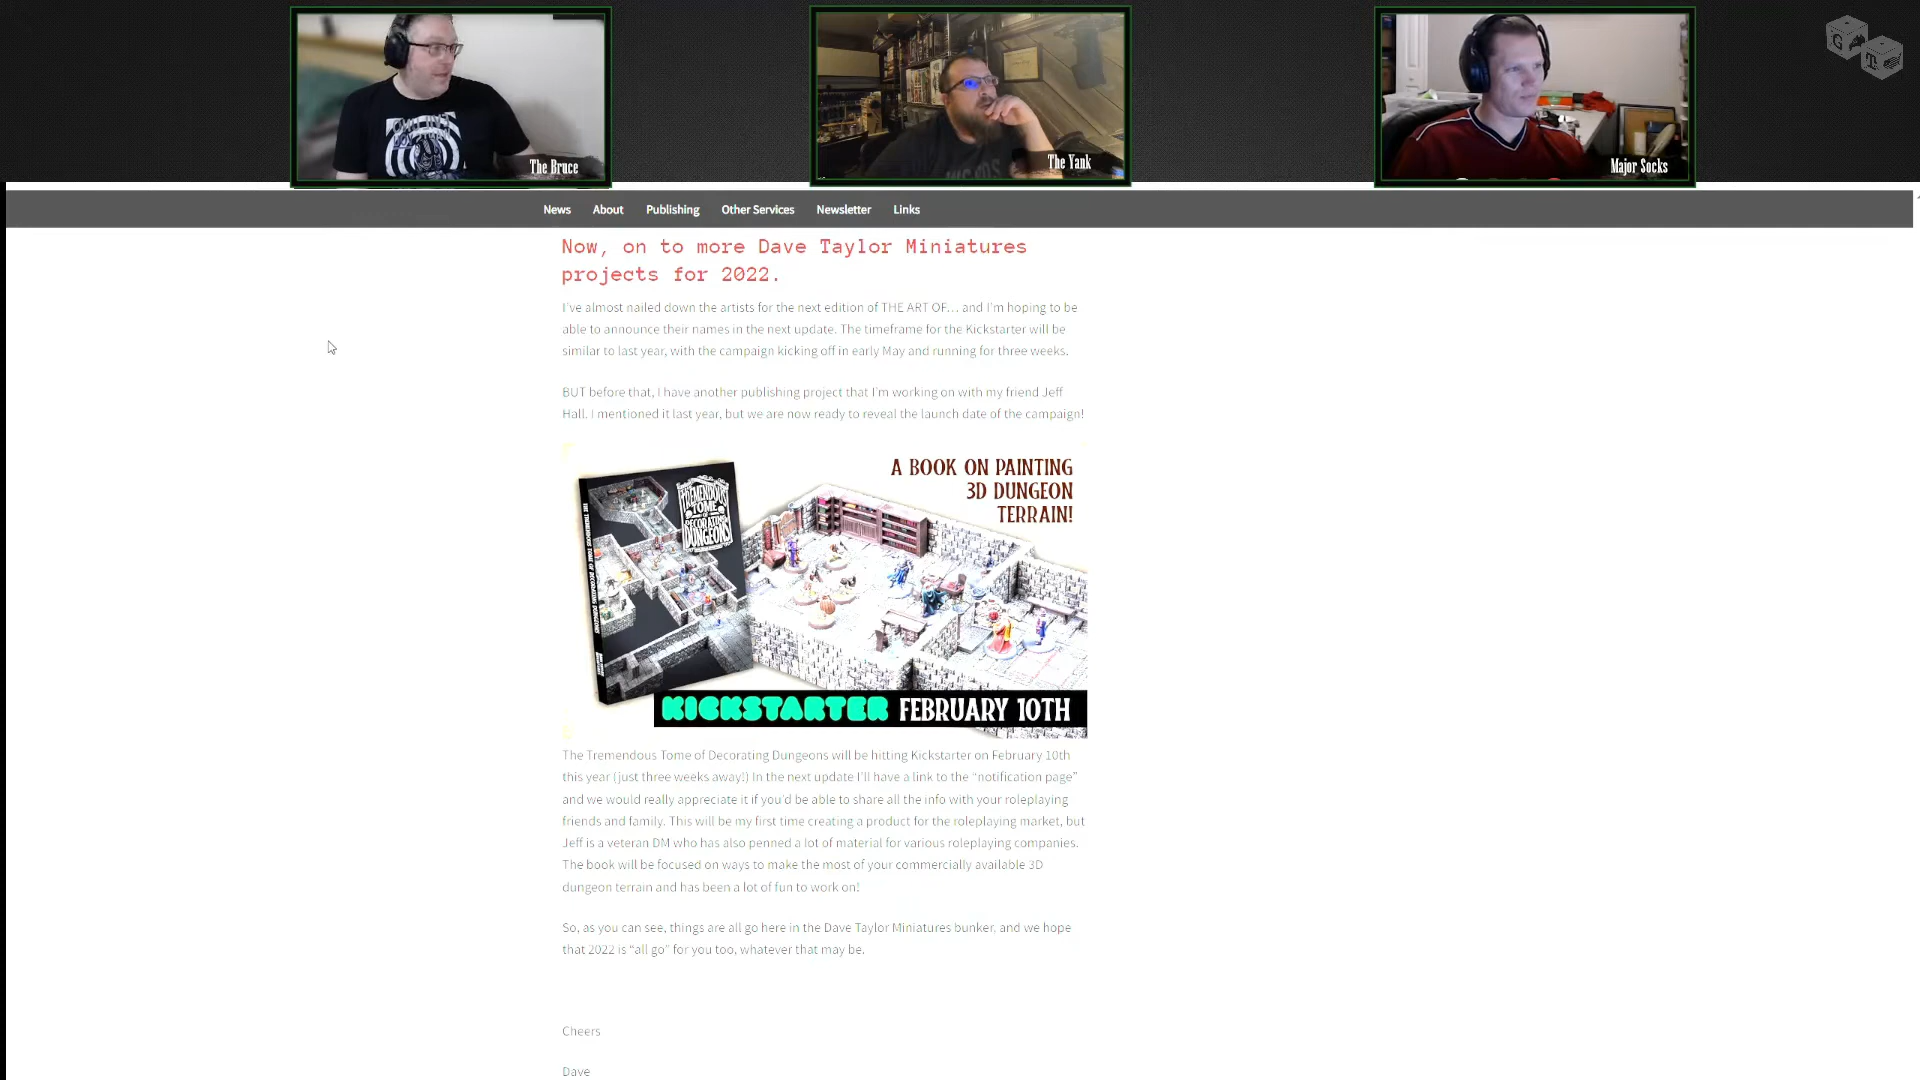 The Bruce
The Yank
Major Socks
News About Publishing Other Services Newsletter Links
Now, on to more Dave Taylor Miniatures
projects for 2022.
I've almost nailed down the artists for the next edition of THE ART OF... and I'm hoping to be
able to announce their names in the next update. The timeframe for the Kickstarter will be
similar to last year, with the campaign kicking off in early May and running for three weeks.
BUT before that, I have another publishing project that I'm working on with my friend Jeff
Hall. I mentioned it last year, but we are now ready to reveal the launch date of the campaign!
A BOOK ON PAINTING
3D DUNGEON
TERRAIN!
TREMENDOUS
TOME
OF
DECORATING
DUNGEONS
KICKSTARTER FEBRUARY 10TH
The Tremendous Tome of Decorating Dungeons will be hitting Kickstarter on February 10th
this year (just three weeks away!) In the next update I'll have a link to the “notification page”
and we would really appreciate it if you'd be able to share all the info with your roleplaying
friends and family. This will be my first time creating a product for the roleplaying market, but
Jeff is a veteran DM who has also penned a lot of material for various roleplaying companies.
The book will be focused on ways to make the most of your commercially available 3D
dungeon terrain and has been a lot of fun to work on!
So, as you can see, things are all go here in the Dave Taylor Miniatures bunker, and we hope
that 2022 is “all go” for you too, whatever that may be.
Cheers
Dave